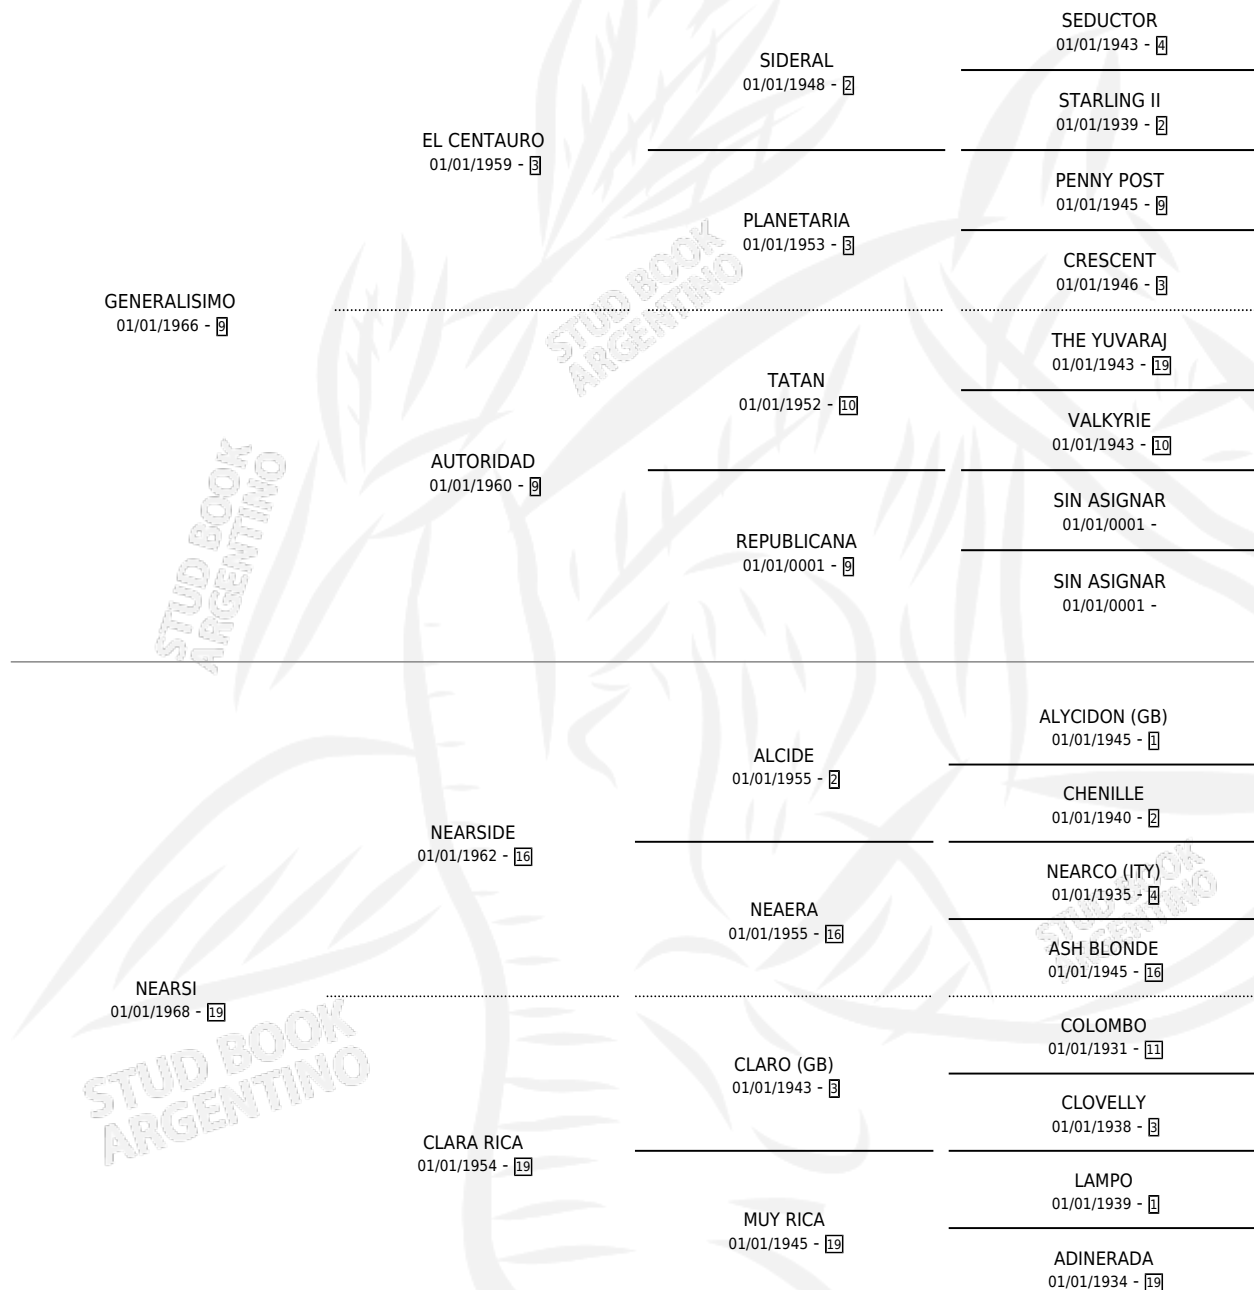 SEDUCTOR
01/01/1943 - 4
SIDERAL
01/01/1948 - 2
STARLING II
01/01/1939 - 2
EL CENTAURO
01/01/1959 - 3
PENNY POST
01/01/1945 - 9
PLANETARIA
01/01/1953 - 3
CRESCENT
01/01/1946 - 3
GENERALISIMO
01/01/1966 - 9
THE YUVARAJ
01/01/1943 - 19
TATAN
01/01/1952 - 10
VALKYRIE
01/01/1943 - 10
AUTORIDAD
01/01/1960 - 9
SIN ASIGNAR
01/01/0001 -
REPUBLICANA
01/01/0001 - 9
SIN ASIGNAR
01/01/0001 -
STUD BOOK
ARGENTINO
STUD BOOK
ARGENTINO
ALYCIDON (GB)
01/01/1945 - 1
ALCIDE
01/01/1955 - 2
CHENILLE
01/01/1940 - 2
NEARSIDE
01/01/1962 - 16
NEARCO (ITY)
01/01/1935 - 4
NEAERA
01/01/1955 - 16
ASH BLONDE
01/01/1945 - 16
NEARSI
01/01/1968 - 19
COLOMBO
01/01/1931 - 11
CLARO (GB)
01/01/1943 - 3
CLOVELLY
01/01/1938 - 3
CLARA RICA
01/01/1954 - 19
LAMPO
01/01/1939 - 1
MUY RICA
01/01/1945 - 19
ADINERADA
01/01/1934 - 19
STUD BOOK
ARGENTINO
STUD BOOK
ARGENTINO